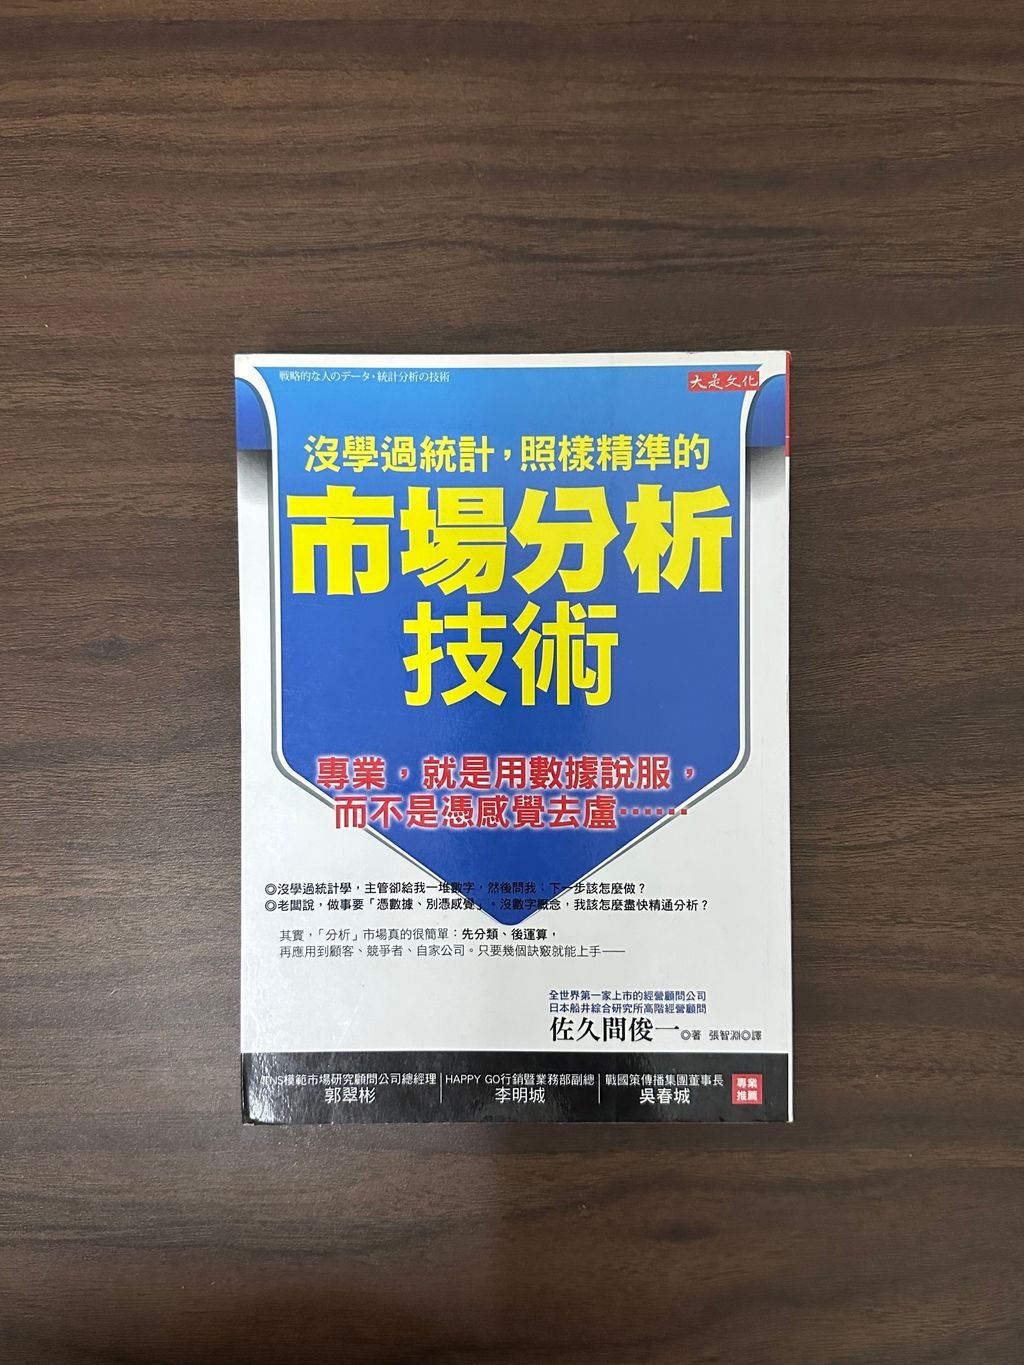 戦略的な人のデータ・統計分析の技術
大是文化
沒學過統計，照樣精準的
市場分析
技術
專業，就是用數據說服，
而不是憑感覺去盧⋯⋯
◎沒學過統計學，主管卻給我一堆數字，然後問我：下一步該怎麼做？
◎老闆說，做事要「憑數據、別憑感覺」。沒數字概念，我該怎麼盡快精通分析？
其實，「分析」市場真的很簡單：先分類、後運算，
再應用到顧客、競爭者、自家公司。只要幾個訣竅就能上手——
全世界第一家上市的經營顧問公司
日本船井綜合研究所高階經營顧問
佐久間俊一◎著 張智淵◎譯
TNS模範市場研究顧問公司總經理
郭翠彬
HAPPY GO行銷暨業務部副總
李明城
戰國策傳播集團董事長
吳春城
專業
推薦